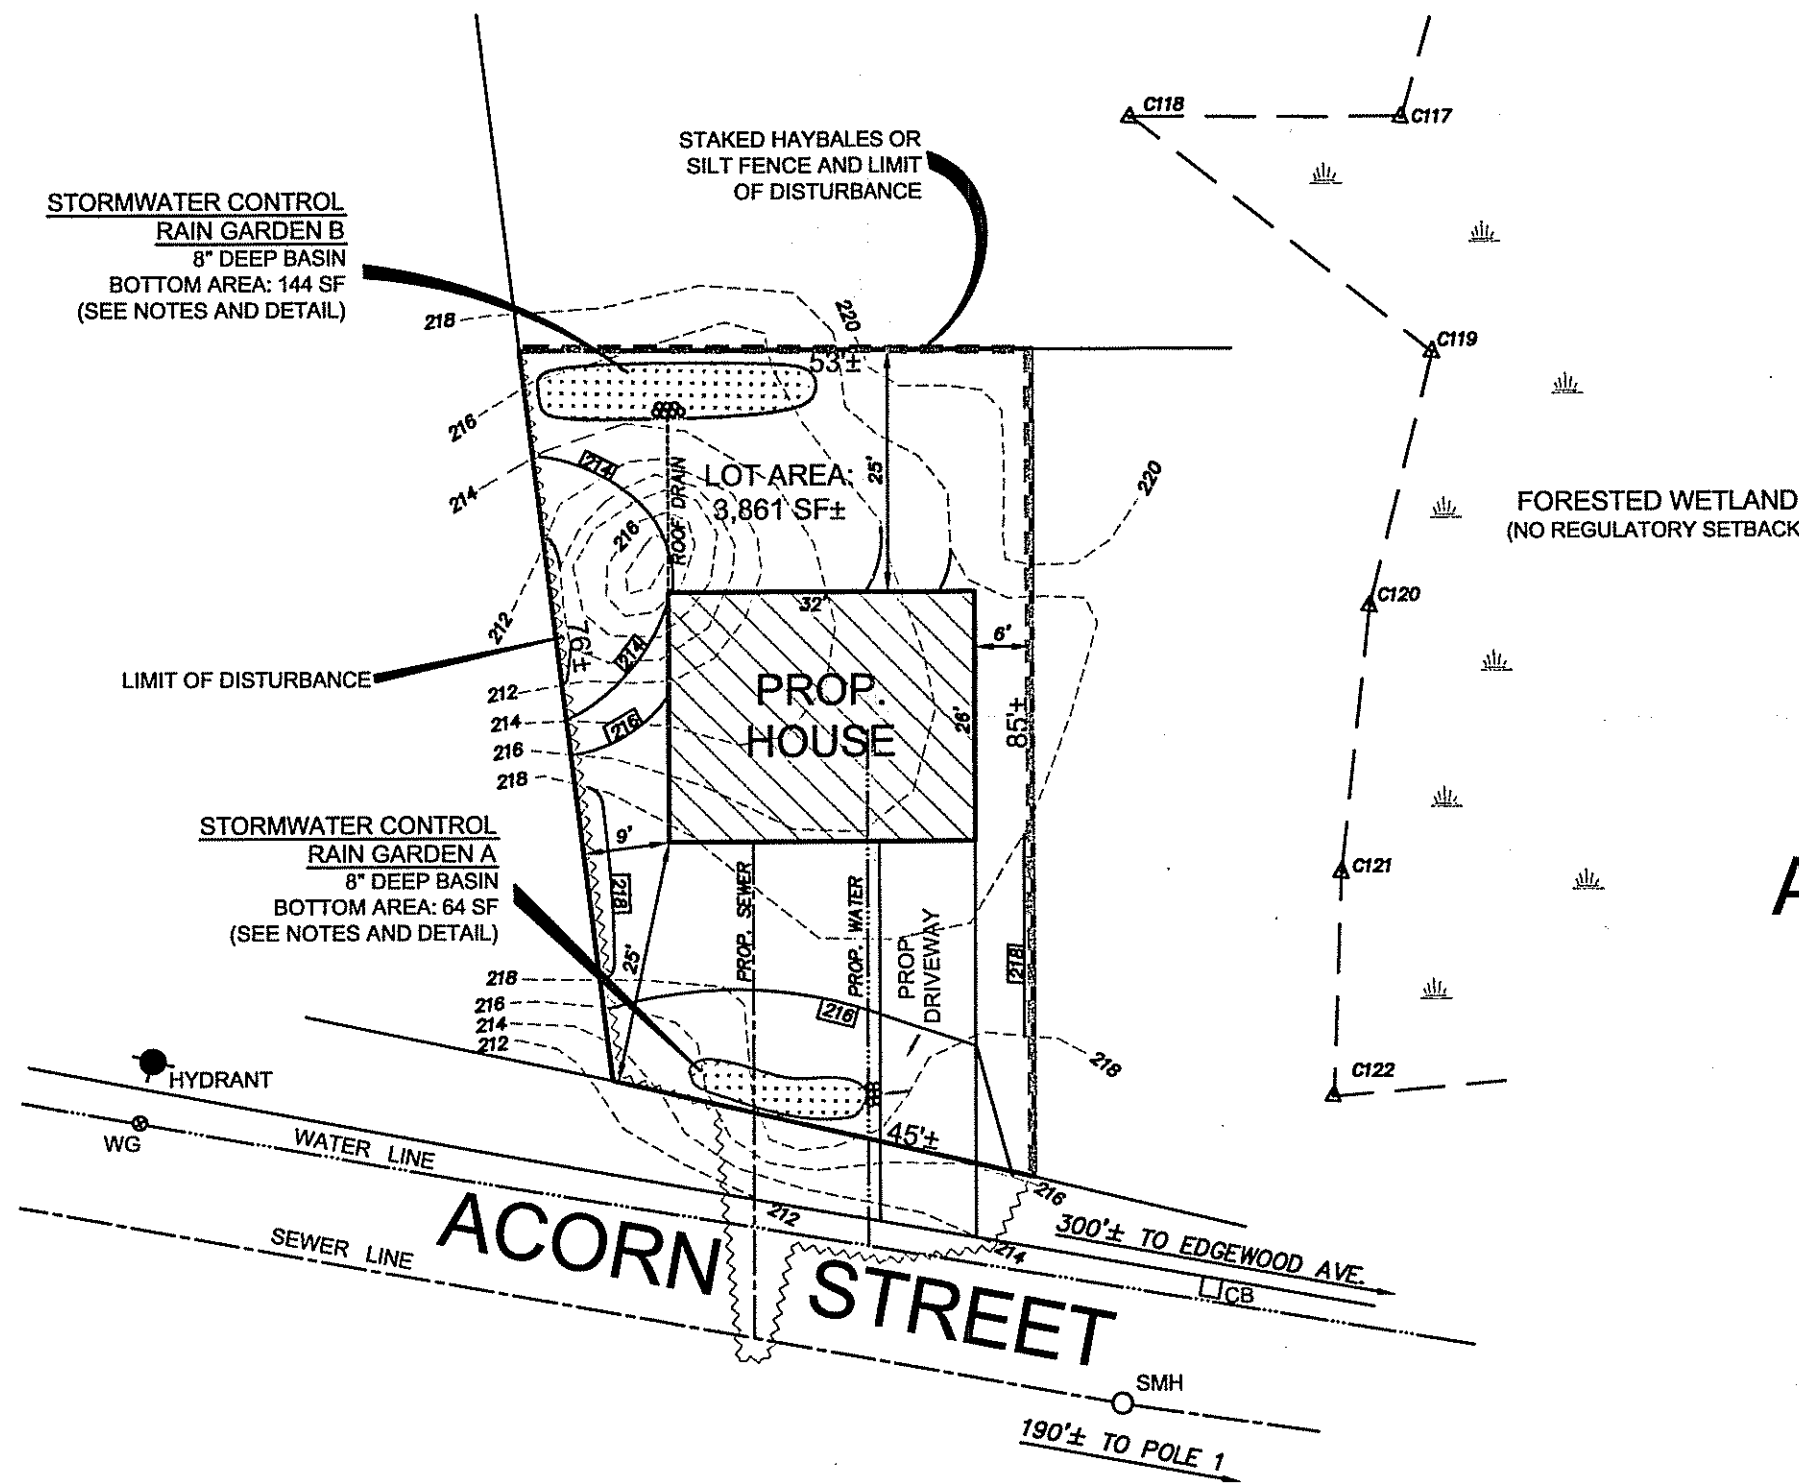 C118
C117
STAKED HAYBALES OR
SILT FENCE AND LIMIT
OF DISTURBANCE
STORMWATER CONTROL
RAIN GARDEN B
8" DEEP BASIN
BOTTOM AREA: 144 SF
(SEE NOTES AND DETAIL)
218
220
C119
53'±
216
214
214
LOT AREA:
3,861 SF±
25'
ROOF DRAIN
216
220
FORESTED WETLAND
(NO REGULATORY SETBACK
C120
32'
212
76'±
214
6'
LIMIT OF DISTURBANCE
212
214
216
216
218
PROP.
HOUSE
26'
85'±
STORMWATER CONTROL
RAIN GARDEN A
8" DEEP BASIN
BOTTOM AREA: 64 SF
(SEE NOTES AND DETAIL)
9'
218
25'
PROP. SEWER
PROP. WATER
PROP.
DRIVEWAY
218
C121
A
218
216
214
212
216
218
C122
HYDRANT
WG
WATER LINE
SEWER LINE
45'±
212
216
214
ACORN STREET
300'± TO EDGEWOOD AVE.
CB
SMH
190'± TO POLE 1